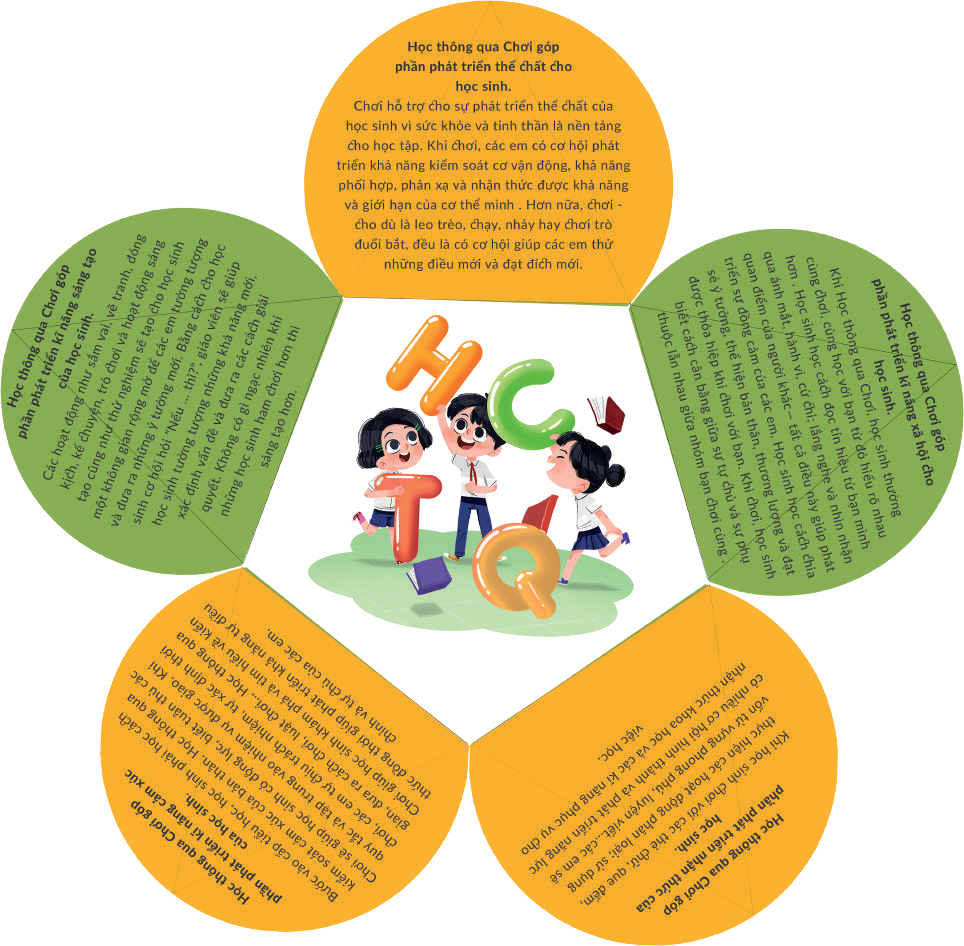 Học thông qua Chơi góp
phần phát triển thể chất cho
học sinh.
Chơi hỗ trợ cho sự phát triển thể chất của
học sinh vì sức khỏe và tinh thần là nền tảng
cho học tập. Khi chơi, các em có cơ hội phát
triển khả năng kiểm soát cơ vận động, khả năng
phối hợp, phản xạ và nhận thức được khả năng
và giới hạn của cơ thể mình . Hơn nữa, chơi -
cho dù là leo trèo, chạy, nhảy hay chơi trò
đuổi bắt, đều là có cơ hội giúp các em thử
những điều mới và đạt đích mới.
Học thông qua Chơi góp
phần phát triển kĩ năng xã hội cho
học sinh.
Khi Học thông qua Chơi, học sinh thường
cùng chơi, cùng học với bạn từ đó hiểu rõ nhau
hơn . Học sinh học cách đọc tín hiệu từ bạn mình
qua ánh mắt, hành vi, cử chỉ, lắng nghe và nhìn nhận
quan điểm của người khác– tất cả điều này giúp phát
triển sự đồng cảm của các em. Học sinh học cách chia
sẻ ý tưởng, thể hiện bản thân, thương lượng và đạt
được thỏa hiệp khi chơi với bạn. Khi chơi, học sinh
biết cách cân bằng giữa sự tự chủ và sự phụ
thuộc lẫn nhau giữa nhóm bạn chơi cùng .
Học thông qua Chơi góp
phần phát triển nhận thức của
học sinh.
Khi học sinh chơi với các thẻ chữ, que đếm,
thực hiện các hoạt động phân loại; sử dụng
vốn từ vựng phong phú, luyện viết...các em sẽ
có nhiều cơ hội hình thành và phát triển năng lực
nhận thức khoa học và các kĩ năng phục vụ cho
việc học.
Học thông qua Chơi góp
phần phát triển kĩ năng cảm xúc
của học sinh.
Bước vào cấp tiểu học, học sinh phải học cách
kiểm soát cảm xúc của bản thân. Học thông qua
Chơi sẽ giúp học sinh có động lực, biết tuân thủ các
quy tắc và tập trung vào nhiệm vụ được giao. Khi
chơi, các em tự chịu trách nhiệm, tự xác định thời
gian, đưa ra cách chơi, luật chơi,... Học thông qua
Chơi giúp học sinh khám phá và tìm hiểu về kiến
thức đồng thời giúp phát triển khả năng tự điều
chỉnh và tự chủ của các em.
Học thông qua Chơi góp
phần phát triển kĩ năng sáng tạo
của học sinh.
Các hoạt động như sắm vai, vẽ tranh, đóng
kịch, kể chuyện, trò chơi và hoạt động sáng
tạo cũng như thử nghiệm sẽ tạo cho học sinh
một không gian rộng mở để các em tưởng tượng
và đưa ra những ý tưởng mới. Bằng cách cho học
sinh cơ hội hỏi "Nếu ... thì?", giáo viên sẽ giúp
học sinh tưởng tượng những khả năng mới,
xác định vấn đề và đưa ra các cách giải
quyết. Không có gì ngạc nhiên khi
những học sinh ham chơi hơn thì
sáng tạo hơn.
H C
T Q